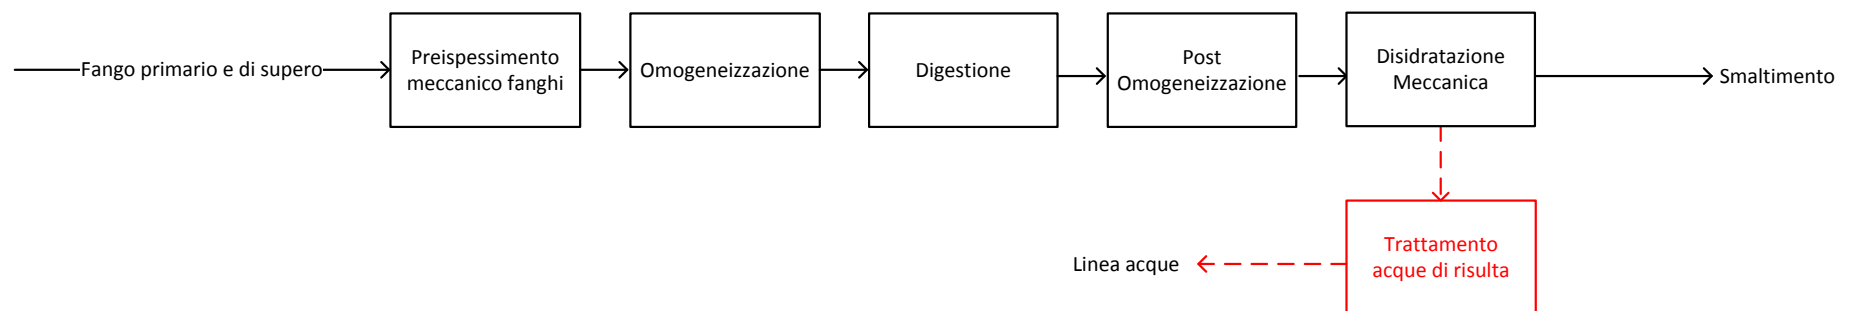 Fango primario e di supero
Preispessimento
meccanico fanghi
Omogeneizzazione
Digestione
Post
Omogeneizzazione
Disidratazione
Meccanica
Smaltimento
Linea acque
Trattamento
acque di risulta